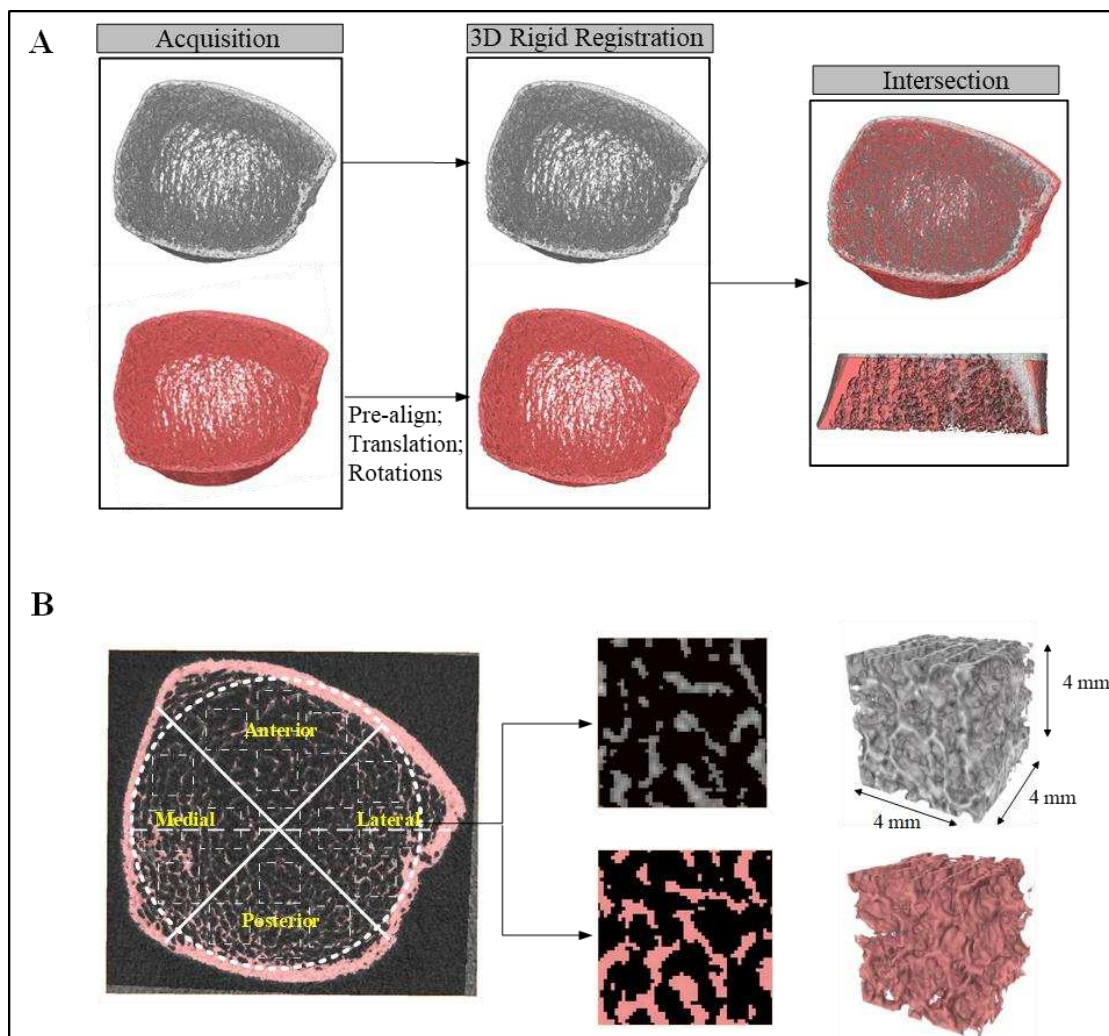 A
Acquisition
3D Rigid Registration
Intersection
Pre-align;
Translation;
Rotations
B
Anterior
Medial
Lateral
Posterior
4 mm
4 mm
4 mm